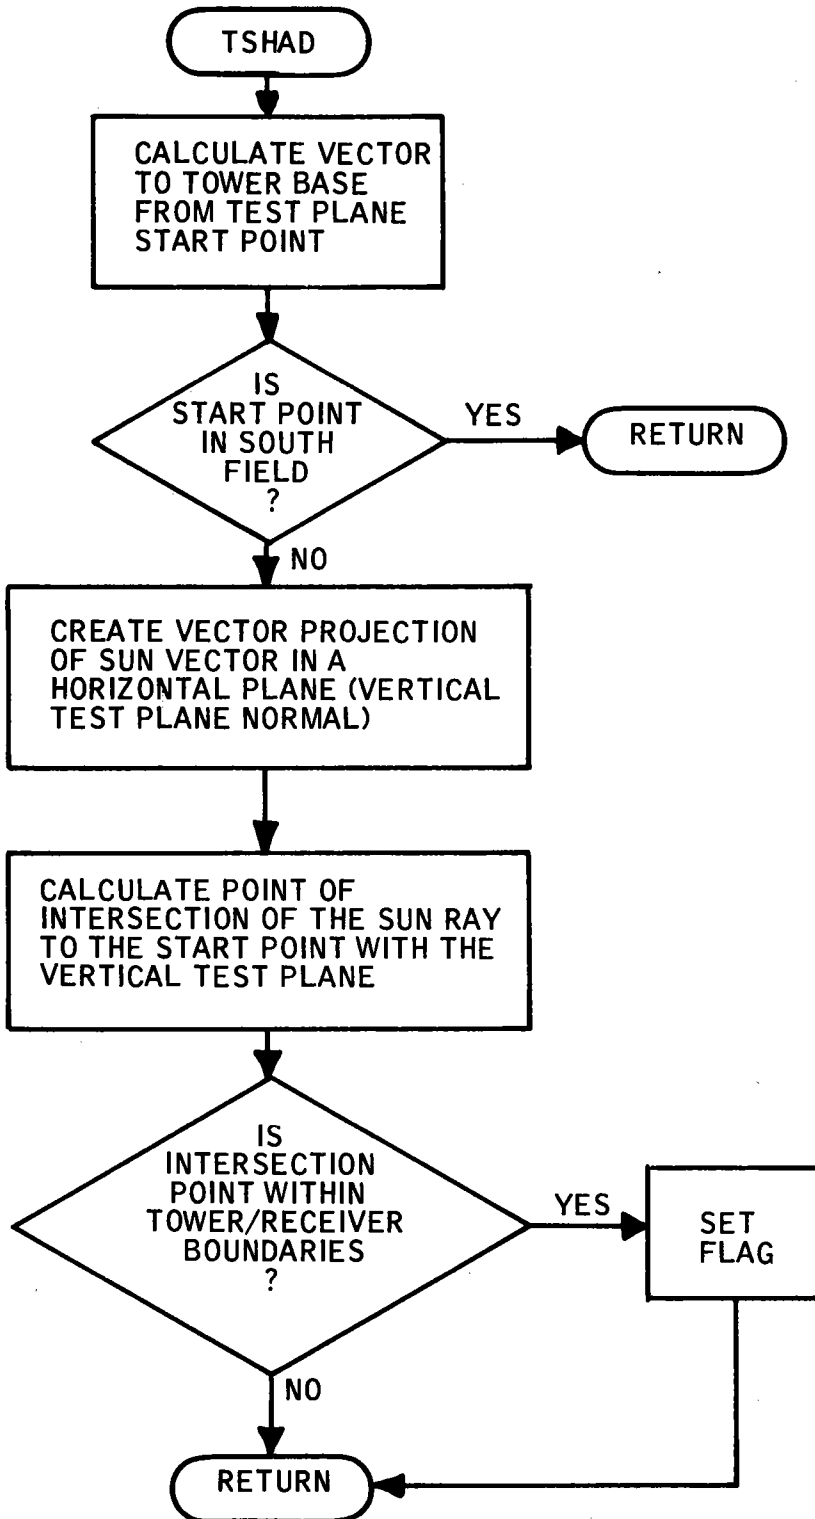 TSHAD
CALCULATE VECTOR
TO TOWER BASE
FROM TEST PLANE
START POINT
IS
START POINT
IN SOUTH
FIELD
?
YES
RETURN
NO
CREATE VECTOR PROJECTION
OF SUN VECTOR IN A
HORIZONTAL PLANE (VERTICAL
TEST PLANE NORMAL)
CALCULATE POINT OF
INTERSECTION OF THE SUN RAY
TO THE START POINT WITH THE
VERTICAL TEST PLANE
IS
INTERSECTION
POINT WITHIN
TOWER/RECEIVER
BOUNDARIES
?
YES
SET
FLAG
NO
RETURN